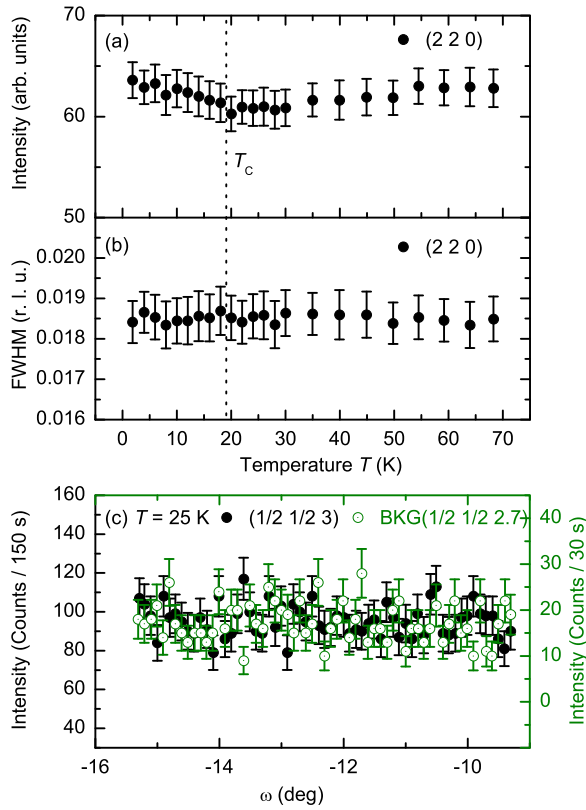 70
(a)
(2 2 0)
60
T_C
50
Intensity (arb. units)
(b)
(2 2 0)
0.020
0.019
0.018
0.017
0.016
FWHM (r. l. u.)
0 10 20 30 40 50 60 70
Temperature T (K)
(c) T = 25 K (1/2 1/2 3) BKG(1/2 1/2 2.7)
160
140
120
100
80
60
40
Intensity (Counts / 150 s)
40
30
20
10
0
Intensity (Counts / 30 s)
-16 -14 -12 -10
ω (deg)